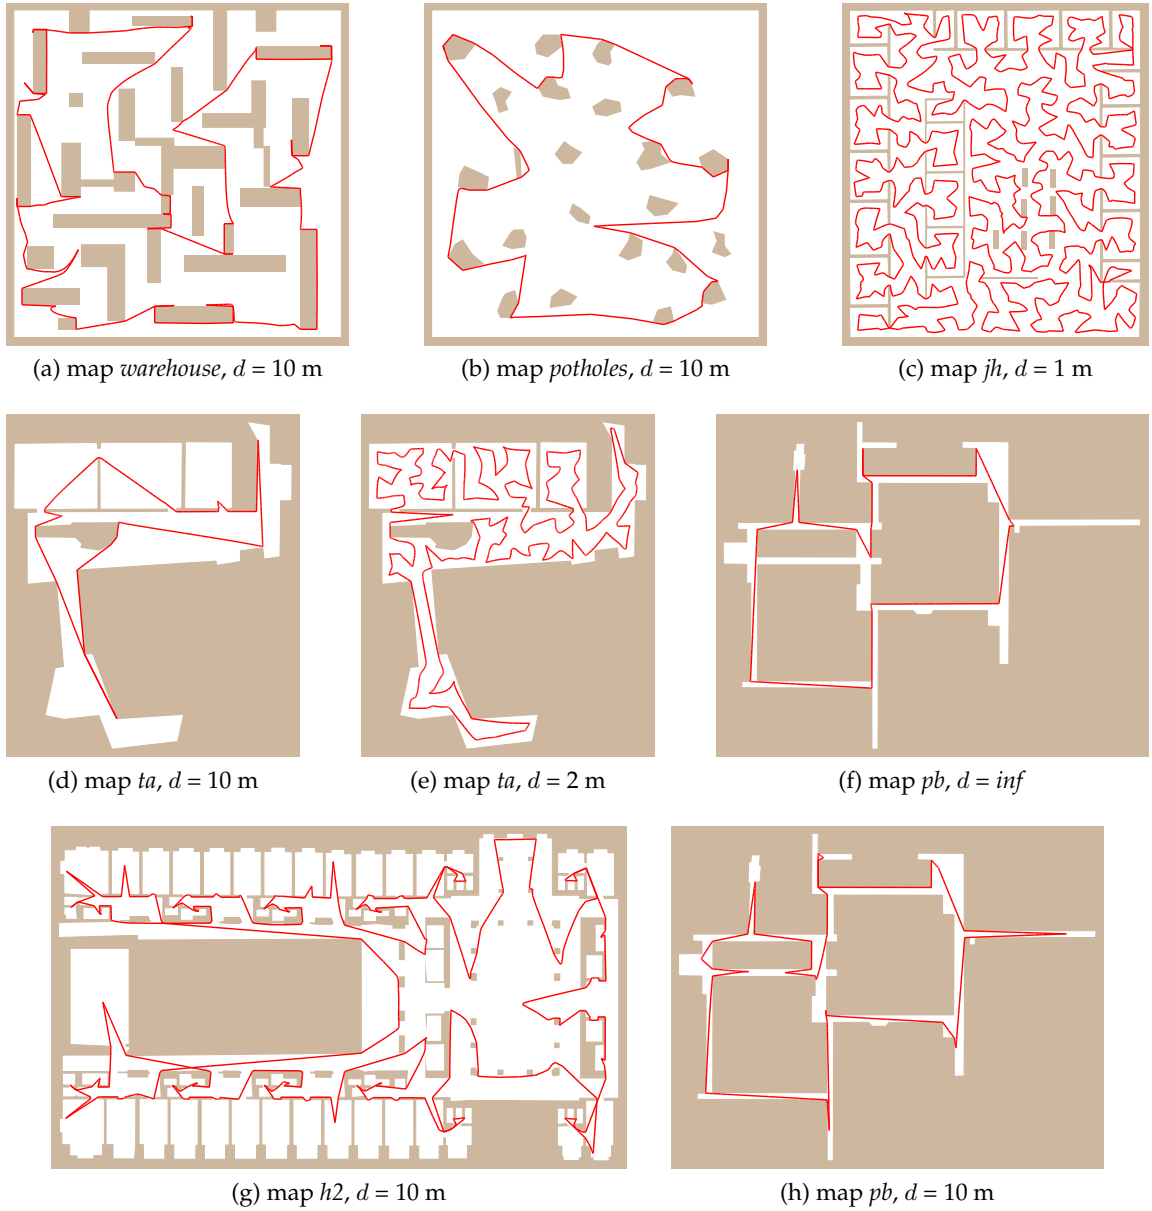 (a) map warehouse, d = 10 m
(b) map potholes, d = 10 m
(c) map jh, d = 1 m
(d) map ta, d = 10 m
(e) map ta, d = 2 m
(f) map pb, d = inf
(g) map h2, d = 10 m
(h) map pb, d = 10 m